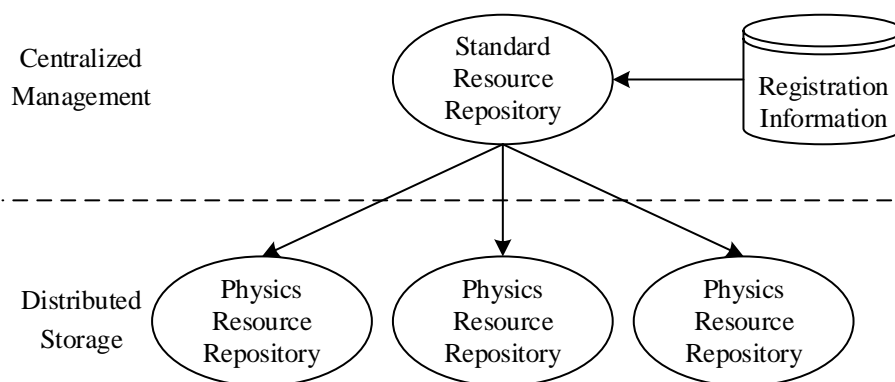 Centralized
Management
Standard
Resource
Repository
Registration
Information
Distributed
Storage
Physics
Resource
Repository
Physics
Resource
Repository
Physics
Resource
Repository